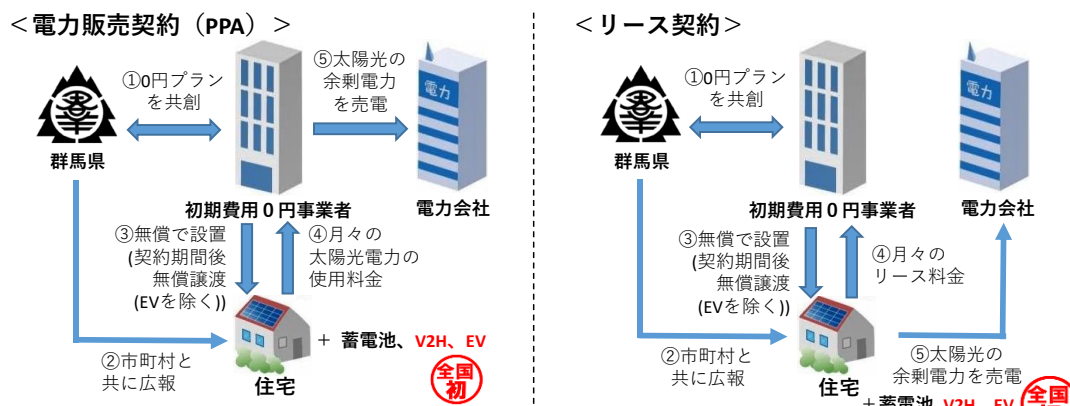 ＜電力販売契約（PPA）＞
①0円プラン
を共創
⑤太陽光の
余剰電力
を売電
電力
群馬県
初期費用０円事業者
電力会社
③無償で設置
(契約期間後
無償譲渡
(EVを除く))
④月々の
太陽光電力の
使用料金
②市町村と
共に広報
住宅
＋ 蓄電池、V2H、EV
全国
初
＜リース契約＞
①0円プラン
を共創
電力
群馬県
初期費用０円事業者
電力会社
③無償で設置
(契約期間後
無償譲渡
(EVを除く))
④月々の
リース料金
②市町村と
共に広報
住宅
⑤太陽光の
余剰電力を売電
＋蓄電池、V2H、EV
全国